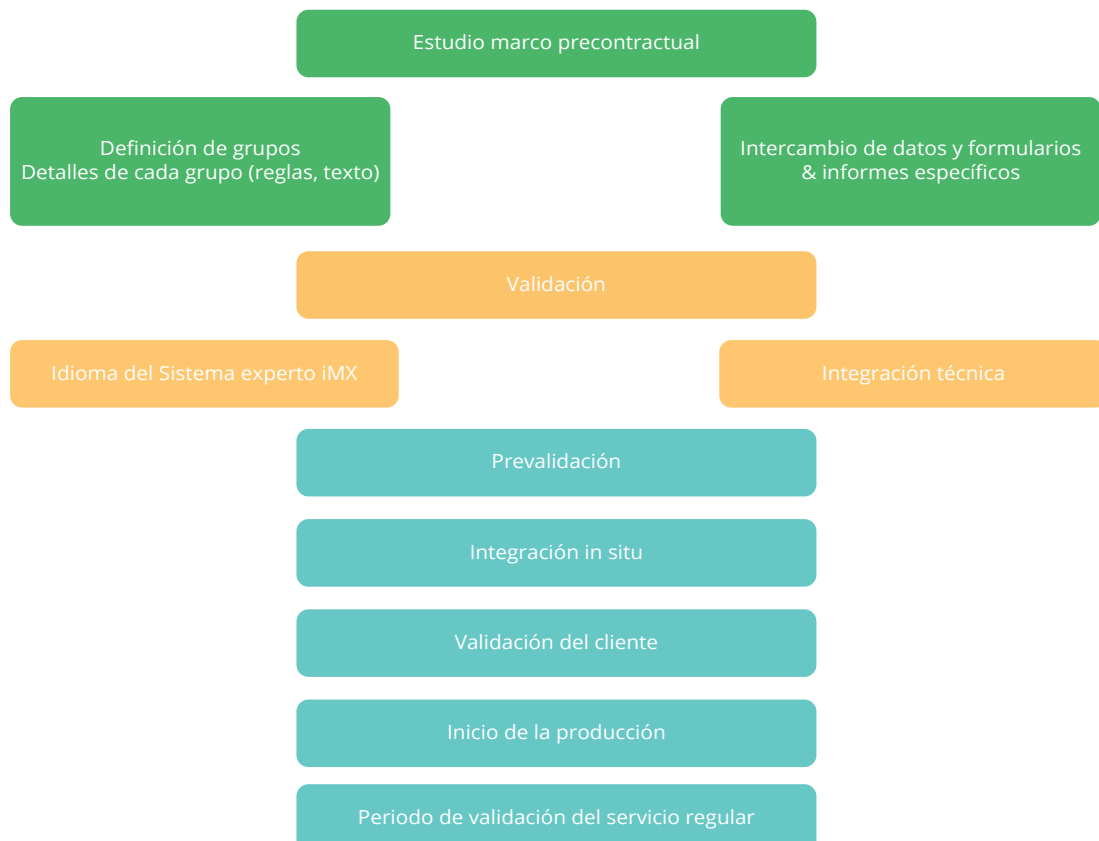 Estudio marco precontractual
Definición de grupos
Detalles de cada grupo (reglas, texto)
Intercambio de datos y formularios
& informes específicos
Validación
Idioma del Sistema experto iMX
Integración técnica
Prevalidación
Integración in situ
Validación del cliente
Inicio de la producción
Periodo de validación del servicio regular